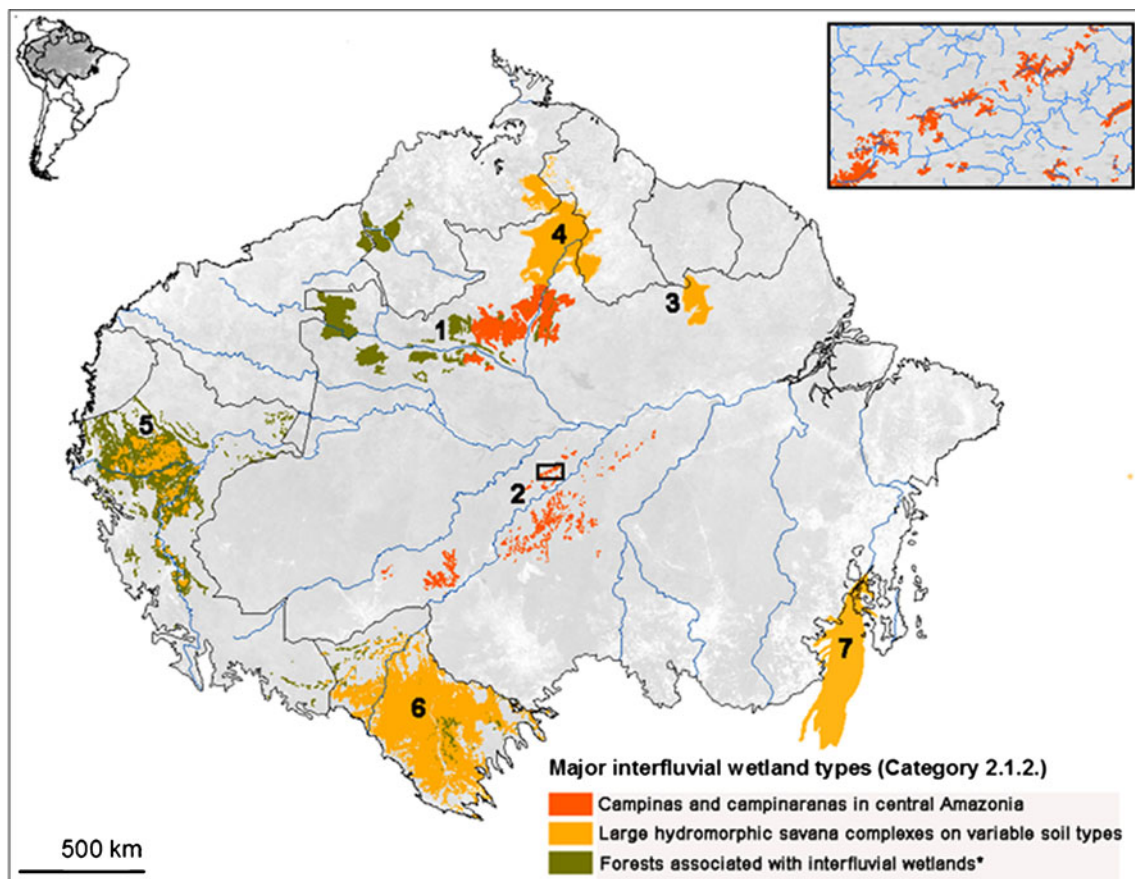 4
3
1
5
2
7
6
Major interfluvial wetland types (Category 2.1.2.)
Campinas and campinaranas in central Amazonia
Large hydromorphic savana complexes on variable soil types
Forests associated with interfluvial wetlands*
500 km